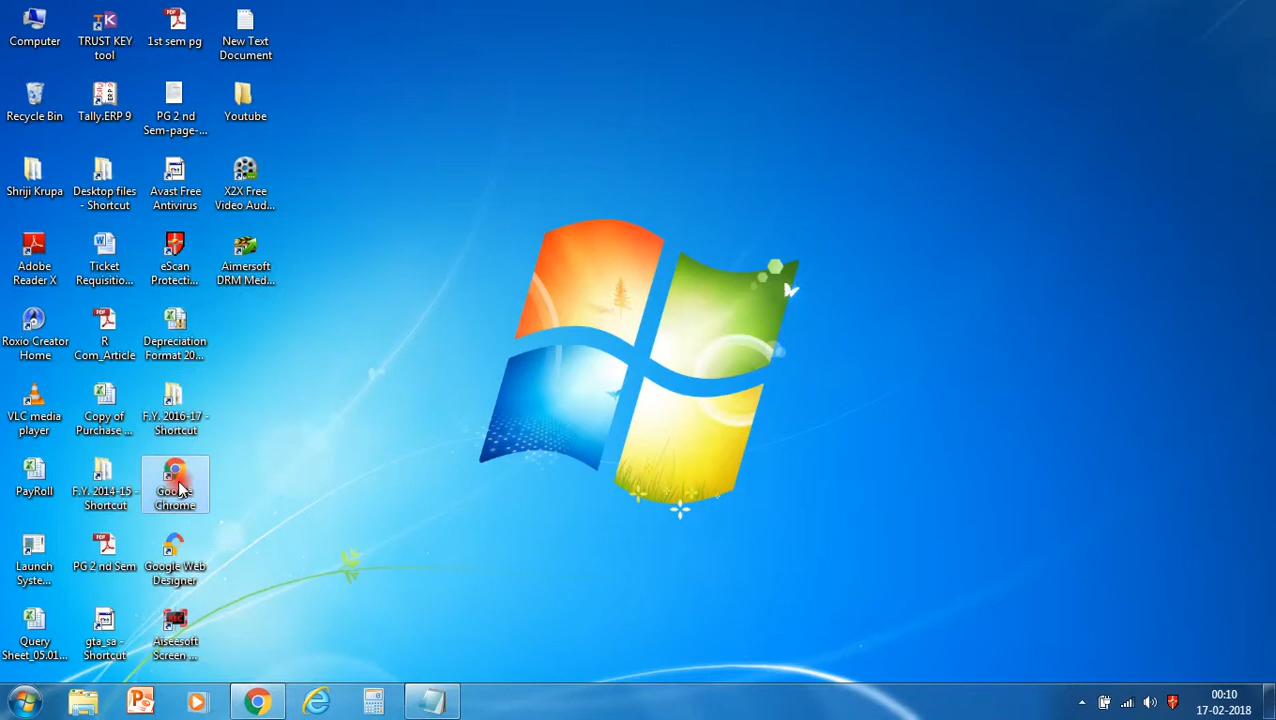 Computer
TRUST KEY
tool
1st sem pg
New Text
Document
Recycle Bin
Tally.ERP 9
PG 2 nd
Sem-page-...
Youtube
Shriji Krupa
Desktop files
- Shortcut
Avast Free
Antivirus
X2X Free
Video Aud...
Adobe
Reader X
Ticket
Requisitio...
eScan
Protecti...
Aimersoft
DRM Med...
Roxio Creator
Home
R
Com_Article
Depreciation
Format 20...
VLC media
player
Copy of
Purchase ...
F.Y. 2016-17 -
Shortcut
PayRoll
F.Y. 2014-15 -
Shortcut
Google
Chrome
Launch
Syste...
PG 2 nd Sem
Google Web
Designer
Query
Sheet_05.01...
gta_sa -
Shortcut
Aiseesoft
Screen ...
00:10
17-02-2018